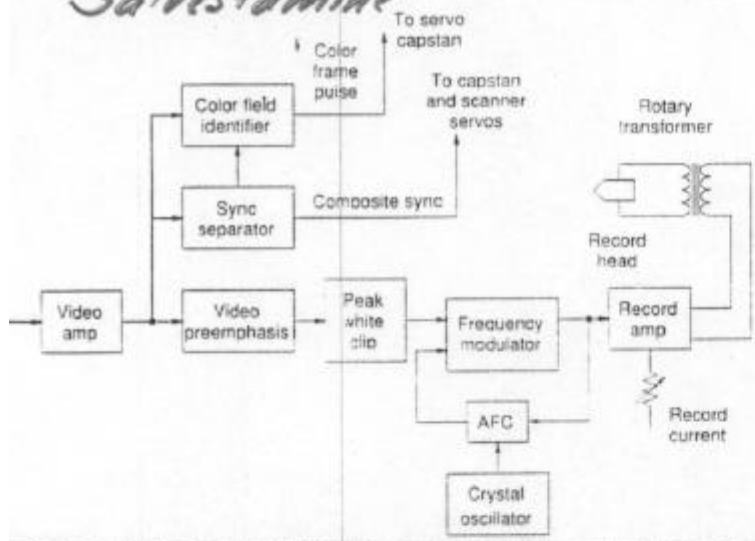 To servo
capstan
Color
frame
puise
To capstan
and scanner
servos
Color field
identifier
Rotary
transformer
Sync
separator
Composite sync
Record
head
Video
amp
Video
preemphasis
Peak
white
clip
Frequency
modulator
Record
amp
AFC
Record
current
Crystal
oscillator